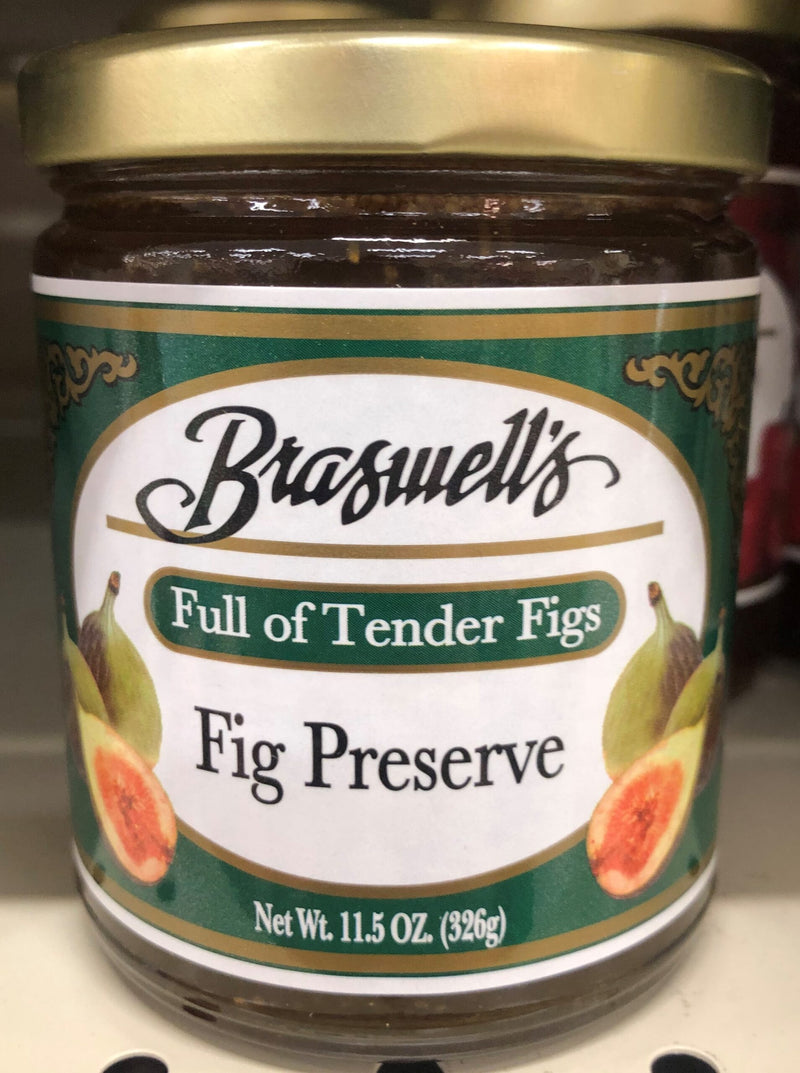 Braswell's
Full of Tender Figs
Fig Preserve
Net Wt. 11.5 OZ. (326g)